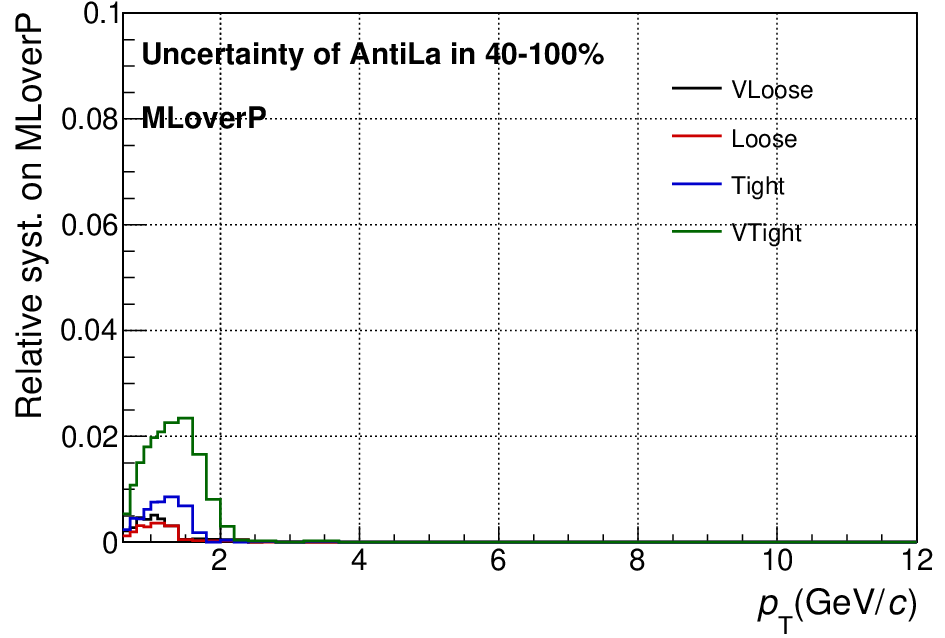 Uncertainty of AntiLa in 40-100%
MLoverP
VLoose
Loose
Tight
VTight
Relative syst. on MLoverP
0.1
0.08
0.06
0.04
0.02
0
2 4 6 8 10 12
pT(GeV/c)